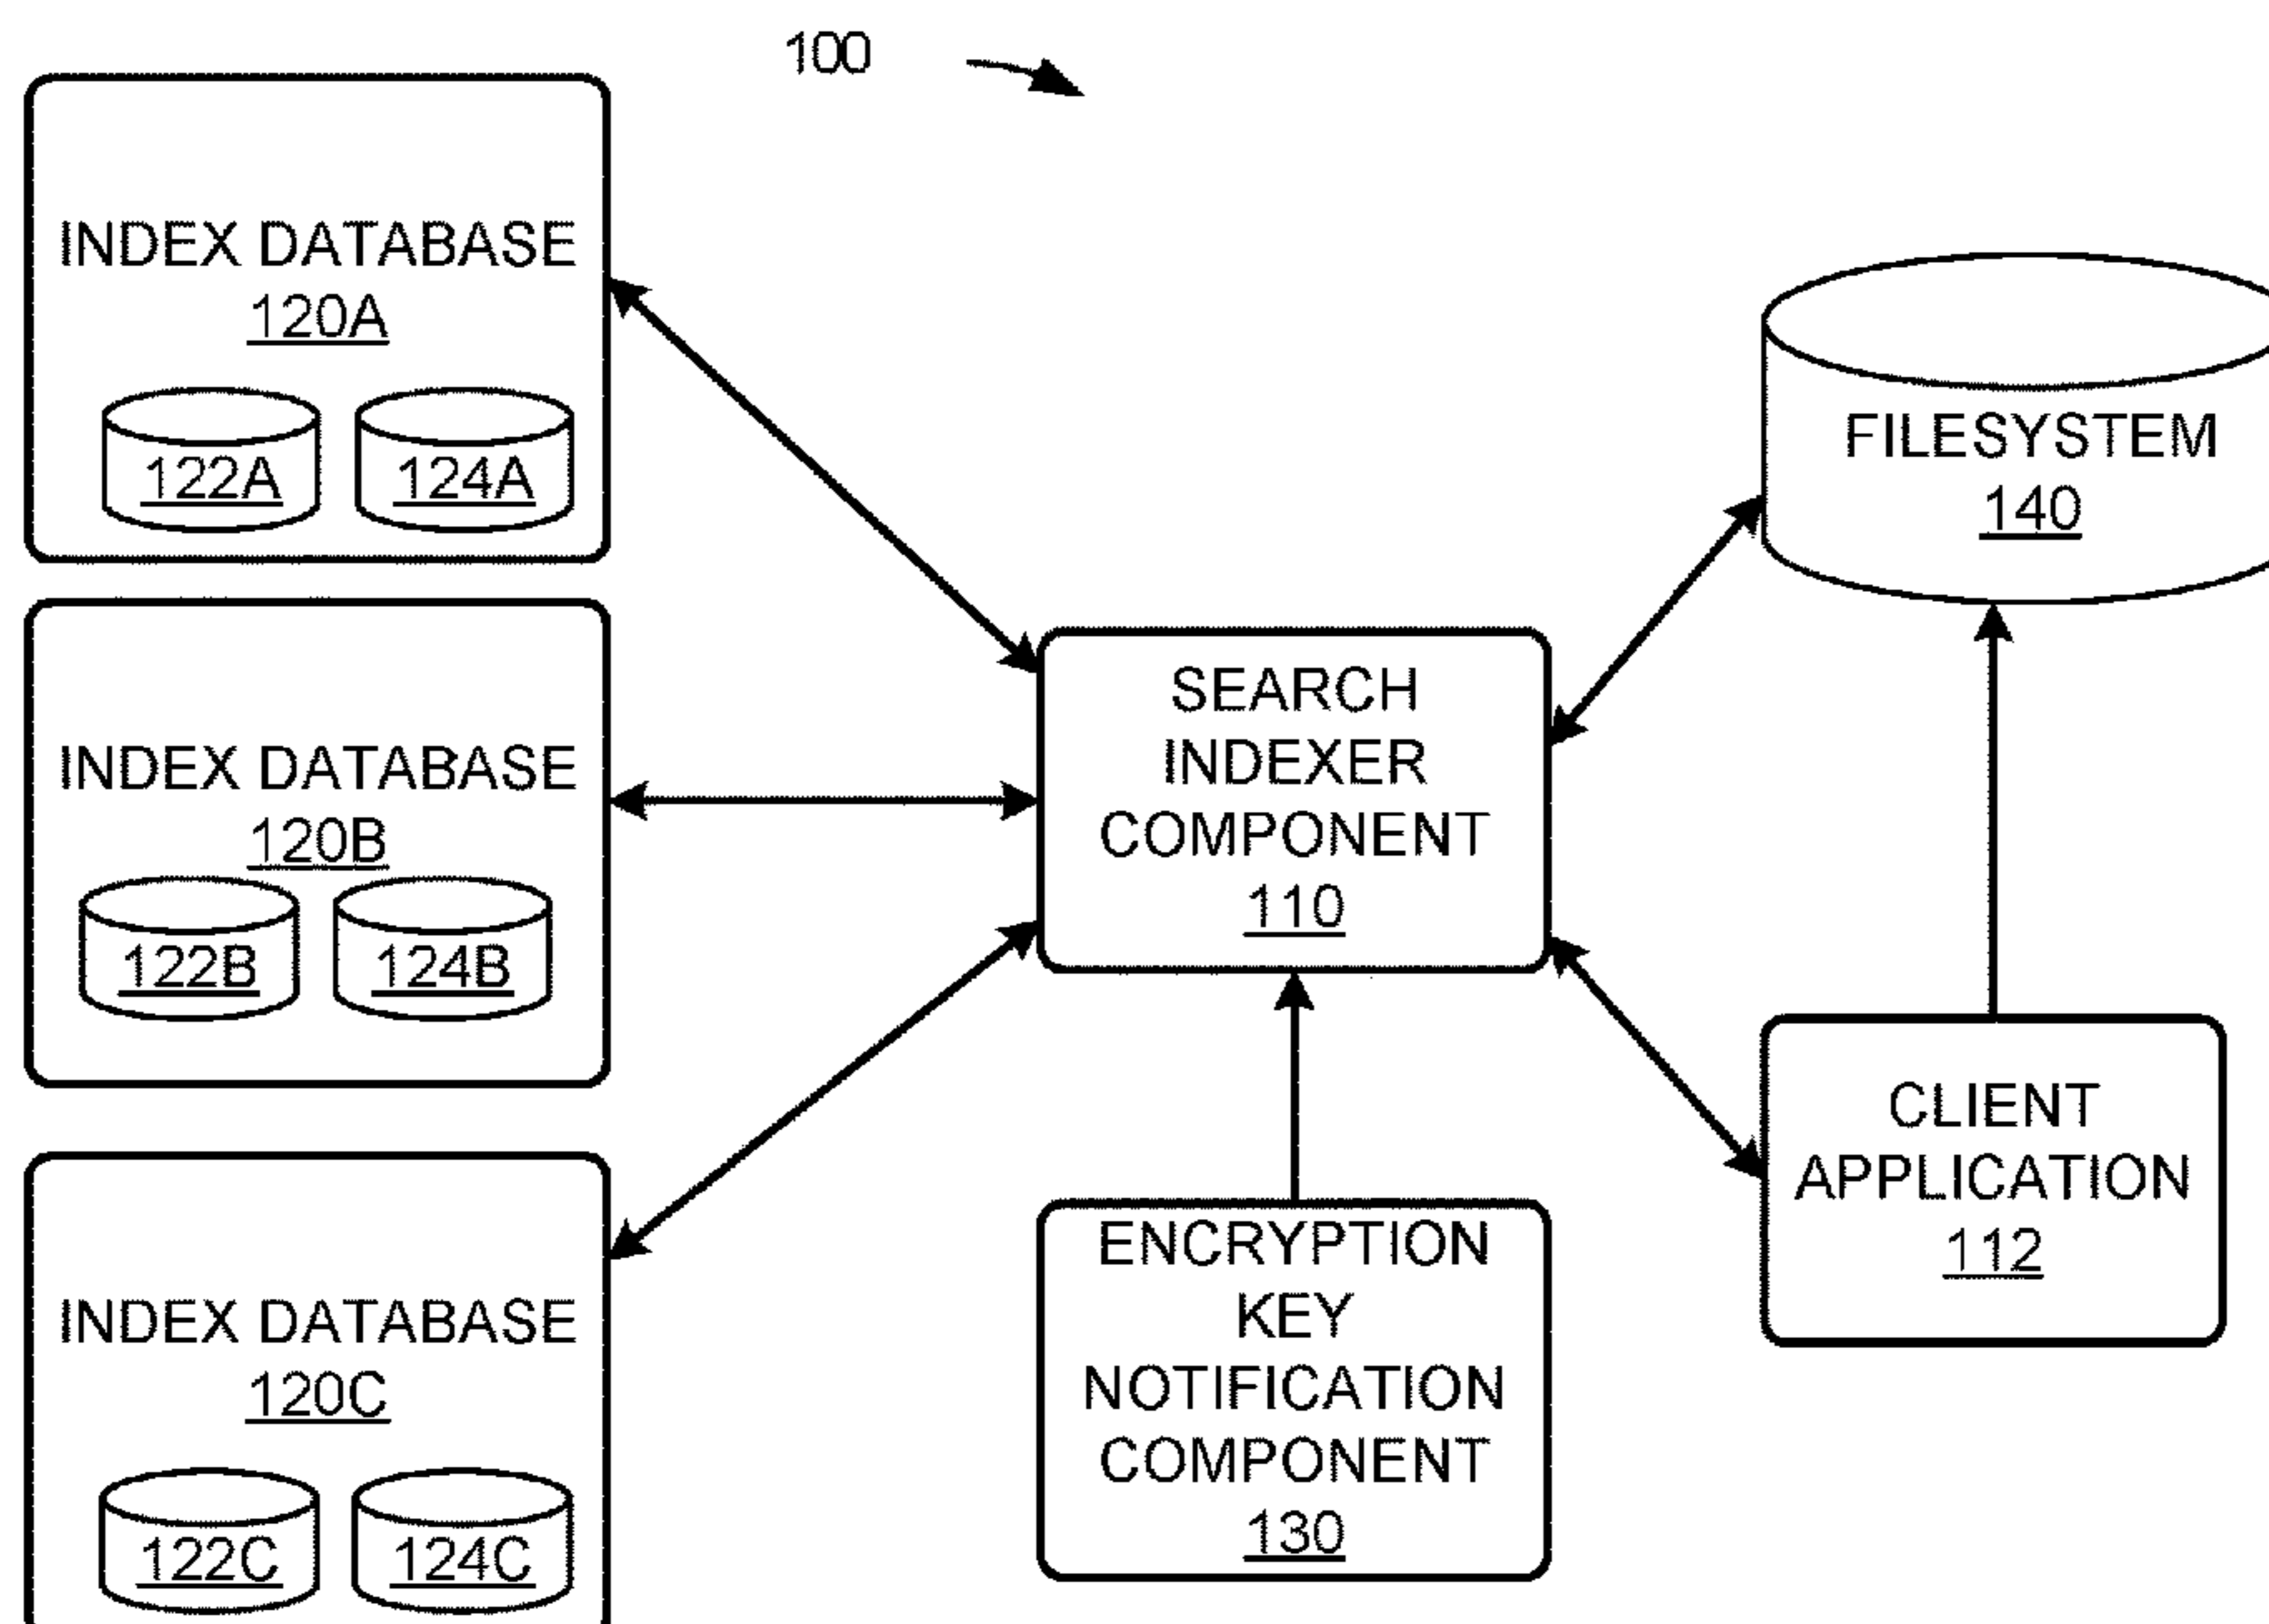 100
INDEX DATABASE
120A
122A
124A
INDEX DATABASE
120B
122B
124B
INDEX DATABASE
120C
122C
124C
SEARCH
INDEXER
COMPONENT
110
ENCRYPTION
KEY
NOTIFICATION
COMPONENT
130
FILESYSTEM
140
CLIENT
APPLICATION
112